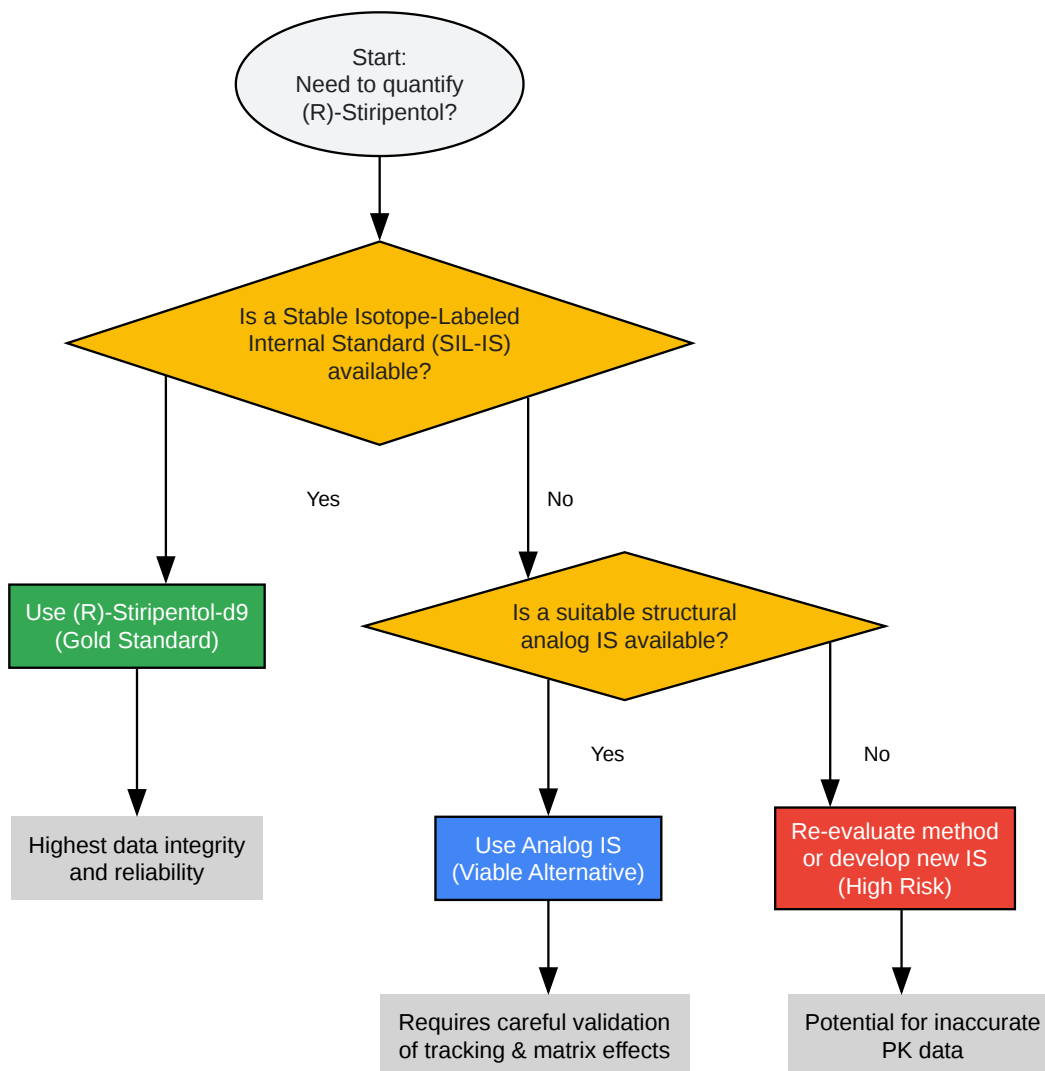 Start:
Need to quantify
(R)-Stiripentol?
Is a Stable Isotope-Labeled
Internal Standard (SIL-IS)
available?
Yes
No
Use (R)-Stiripentol-d9
(Gold Standard)
Is a suitable structural
analog IS available?
Yes
No
Highest data integrity
and reliability
Use Analog IS
(Viable Alternative)
Re-evaluate method
or develop new IS
(High Risk)
Requires careful validation
of tracking & matrix effects
Potential for inaccurate
PK data